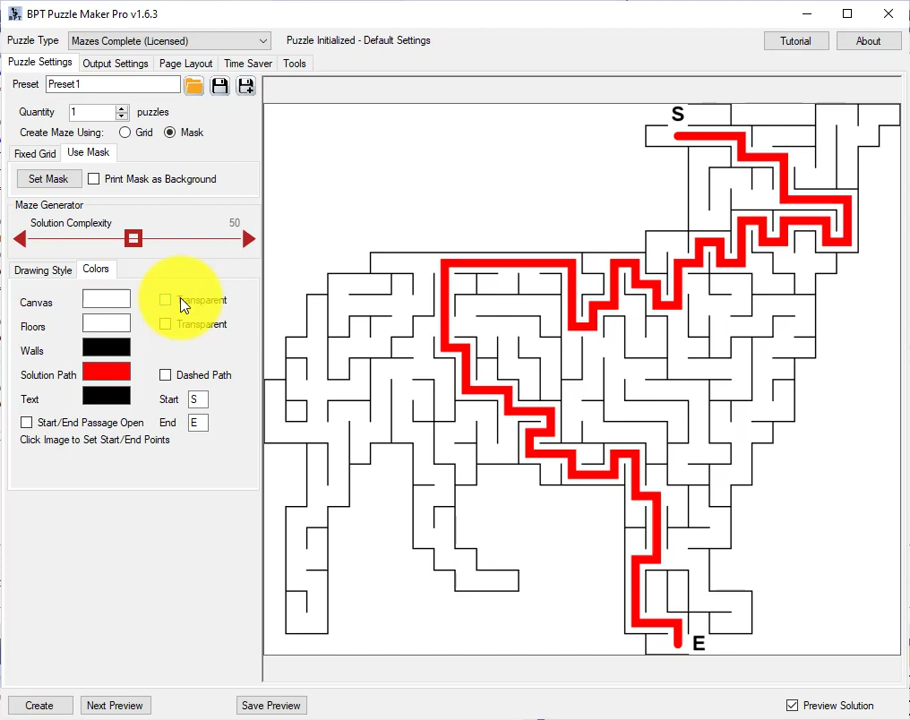 BPT Puzzle Maker Pro v1.6.3
Puzzle Type Mazes Complete (Licensed) Puzzle Initialized - Default Settings Tutorial About
Puzzle Settings Output Settings Page Layout Time Saver Tools
Preset Preset1
Quantity 1 puzzles
Create Maze Using: Grid Mask
Fixed Grid Use Mask
Set Mask Print Mask as Background
Maze Generator
Solution Complexity 50
Drawing Style Colors
Canvas Transparent
Floors Transparent
Walls
Solution Path Dashed Path
Text Start S
Start/End Passage Open End E
Click Image to Set Start/End Points
S
E
Create Next Preview Save Preview Preview Solution